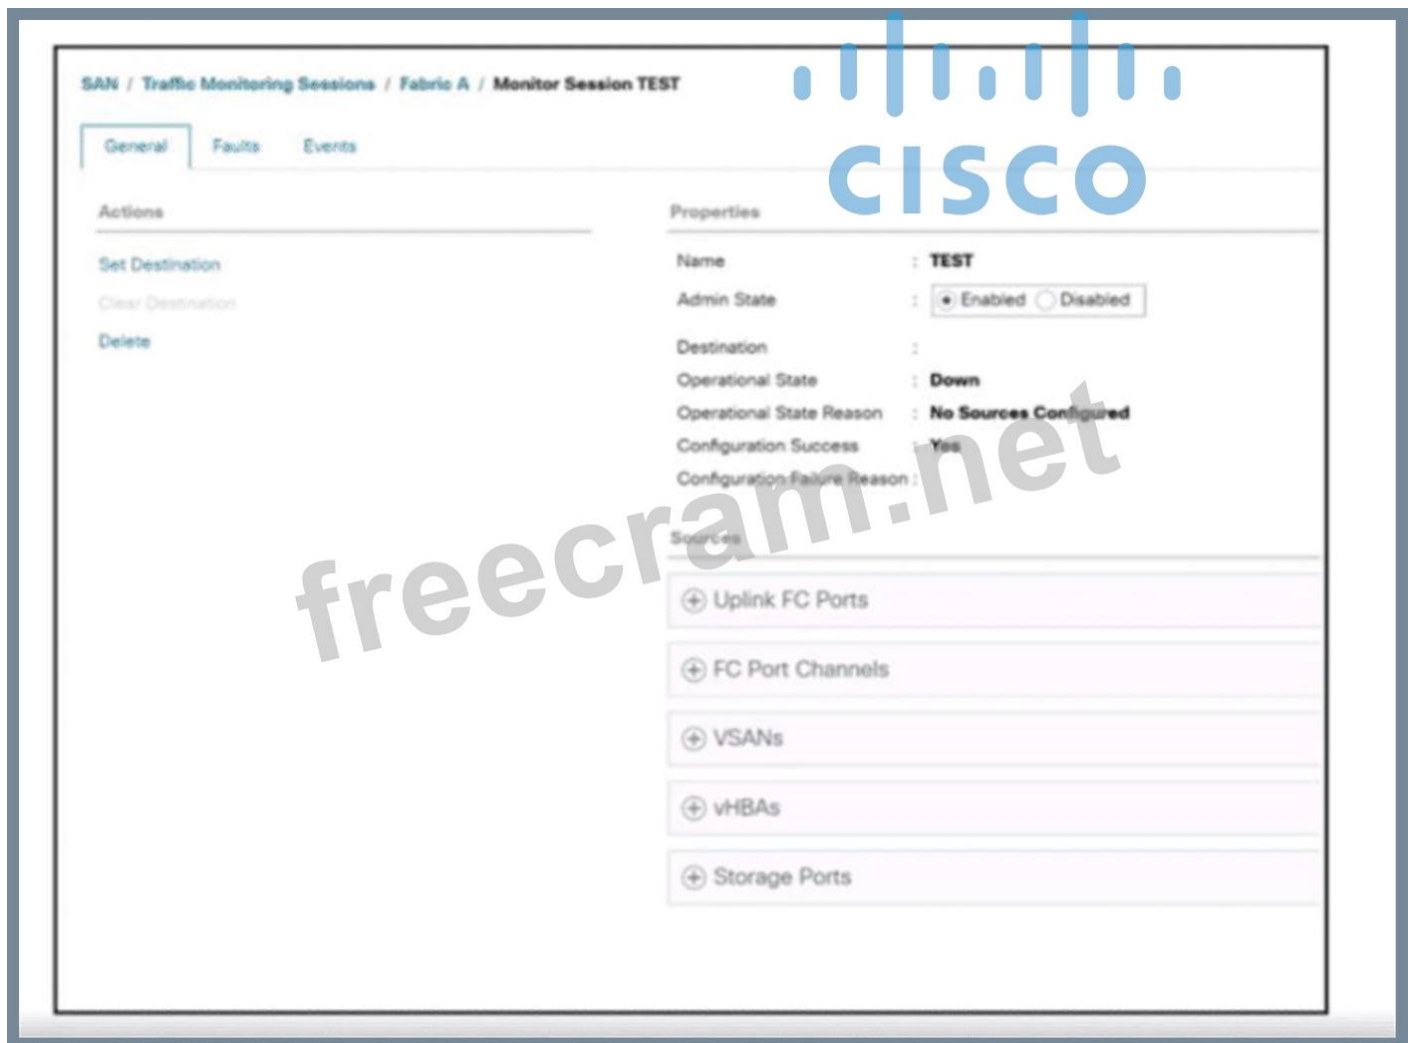 SAN / Traffic Monitoring Sessions / Fabric A / Monitor Session TEST
CISCO
General Faults Events
Actions
Set Destination
Clear Destination
Delete
Properties
Name : TEST
Admin State : Enabled Disabled
Destination :
Operational State : Down
Operational State Reason : No Sources Configured
Configuration Success : Yes
Configuration Failure Reason :
Sources
Uplink FC Ports
FC Port Channels
VSANs
vHBAs
Storage Ports
freecram.net